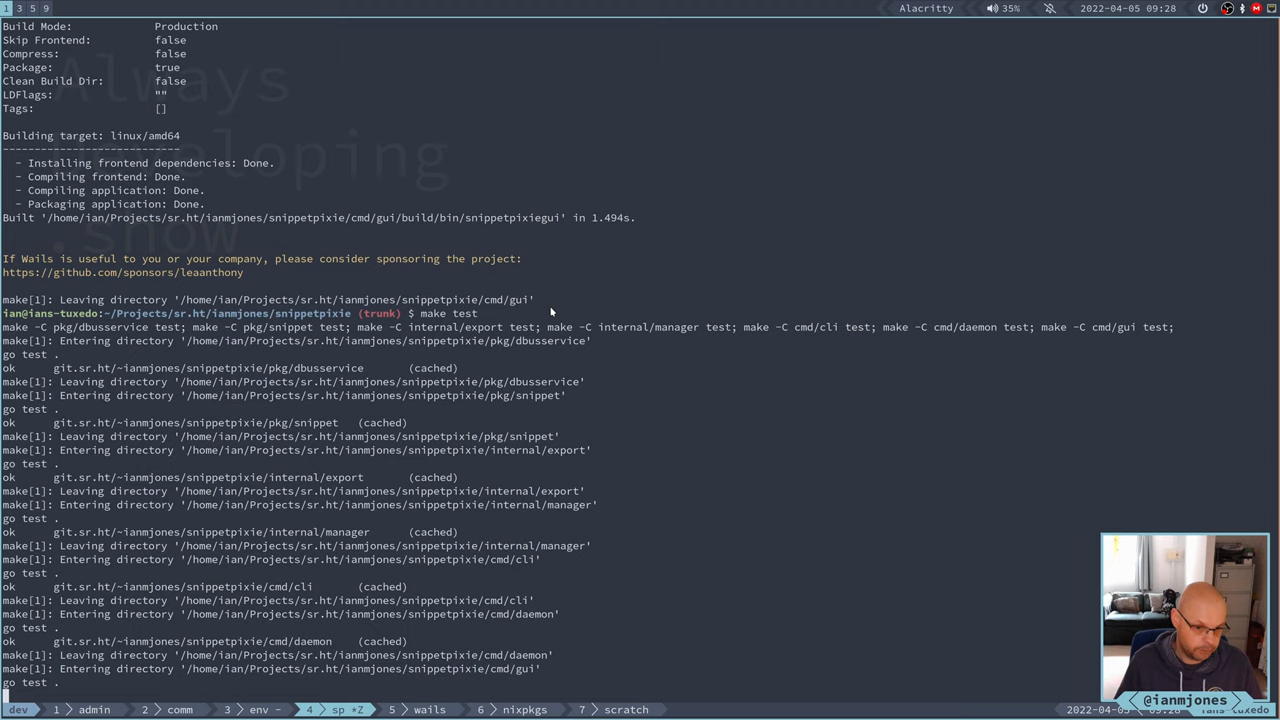 1 3 5 9 Alacritty 35% 2022-04-05 09:28
Build Mode: Production
Skip Frontend: false
Compress: false
Package: true
Clean Build Dir: false
LDFlags: ""
Tags: []
Always
Developing
.show
Building target: linux/amd64
----------------------------
- Installing frontend dependencies: Done.
- Compiling frontend: Done.
- Compiling application: Done.
- Packaging application: Done.
Built '/home/ian/Projects/sr.ht/ianmjones/snippetpixie/cmd/gui/build/bin/snippetpixiegui' in 1.494s.
If Wails is useful to you or your company, please consider sponsoring the project:
https://github.com/sponsors/leaanthony
make[1]: Leaving directory '/home/ian/Projects/sr.ht/ianmjones/snippetpixie/cmd/gui'
ian@ians-tuxedo:~/Projects/sr.ht/ianmjones/snippetpixie (trunk) $ make test
make -C pkg/dbusservice test; make -C pkg/snippet test; make -C internal/export test; make -C internal/manager test; make -C cmd/cli test; make -C cmd/daemon test; make -C cmd/gui test;
make[1]: Entering directory '/home/ian/Projects/sr.ht/ianmjones/snippetpixie/pkg/dbusservice'
go test .
ok git.sr.ht/~ianmjones/snippetpixie/pkg/dbusservice (cached)
make[1]: Leaving directory '/home/ian/Projects/sr.ht/ianmjones/snippetpixie/pkg/dbusservice'
make[1]: Entering directory '/home/ian/Projects/sr.ht/ianmjones/snippetpixie/pkg/snippet'
go test .
ok git.sr.ht/~ianmjones/snippetpixie/pkg/snippet (cached)
make[1]: Leaving directory '/home/ian/Projects/sr.ht/ianmjones/snippetpixie/pkg/snippet'
make[1]: Entering directory '/home/ian/Projects/sr.ht/ianmjones/snippetpixie/internal/export'
go test .
ok git.sr.ht/~ianmjones/snippetpixie/internal/export (cached)
make[1]: Leaving directory '/home/ian/Projects/sr.ht/ianmjones/snippetpixie/internal/export'
make[1]: Entering directory '/home/ian/Projects/sr.ht/ianmjones/snippetpixie/internal/manager'
go test .
ok git.sr.ht/~ianmjones/snippetpixie/internal/manager (cached)
make[1]: Leaving directory '/home/ian/Projects/sr.ht/ianmjones/snippetpixie/internal/manager'
make[1]: Entering directory '/home/ian/Projects/sr.ht/ianmjones/snippetpixie/cmd/cli'
go test .
ok git.sr.ht/~ianmjones/snippetpixie/cmd/cli (cached)
make[1]: Leaving directory '/home/ian/Projects/sr.ht/ianmjones/snippetpixie/cmd/cli'
make[1]: Entering directory '/home/ian/Projects/sr.ht/ianmjones/snippetpixie/cmd/daemon'
go test .
ok git.sr.ht/~ianmjones/snippetpixie/cmd/daemon (cached)
make[1]: Leaving directory '/home/ian/Projects/sr.ht/ianmjones/snippetpixie/cmd/daemon'
make[1]: Entering directory '/home/ian/Projects/sr.ht/ianmjones/snippetpixie/cmd/gui'
go test .
@ianmjones
dev 1 admin 2 comm 3 env - 4 sp *Z 5 wails 6 nixpkgs 7 scratch